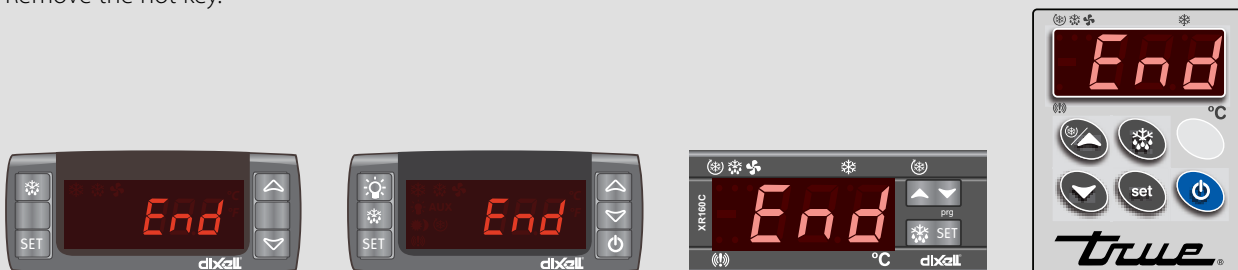 Remove the hot key.
End
°C
End
SET
dixell
End
SET
dixell
XR160C
End
prg
SET
°C
dixell
set
true®